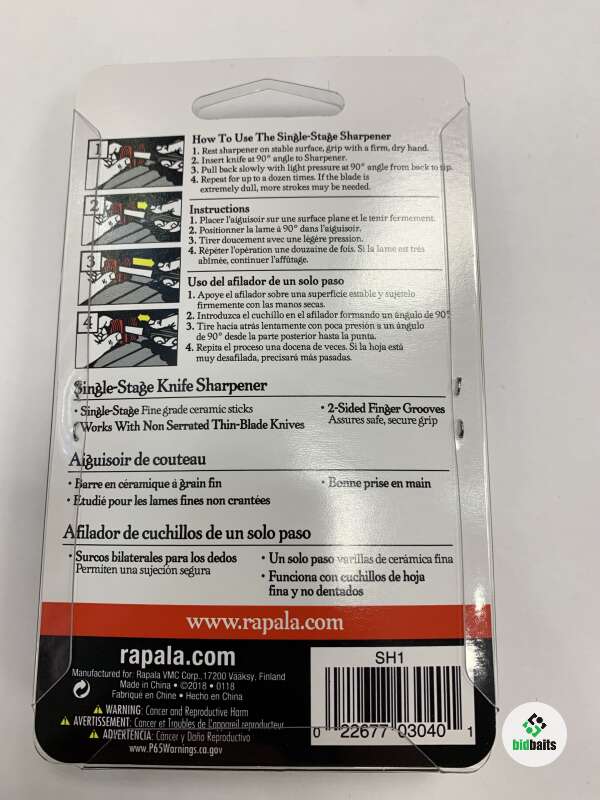 How To Use The Single-Stage Sharpener
1
1. Rest sharpener on stable surface, grip with a firm, dry hand.
2. Insert knife at 90° angle to Sharpener.
3. Pull back slowly with light pressure at 90° angle from back to tip.
4. Repeat for up to a dozen times. If the blade is
extremely dull, more strokes may be needed.
2
Instructions
1. Placer l'aiguisoir sur une surface plane et le tenir fermement.
2. Positionner la lame à 90° dans l'aiguisoir.
3
3. Tirer doucement avec une légère pression.
4. Répéter l'opération une douzaine de fois. Si la lame est très
abîmée, continuer l'affûtage.
Uso del afilador de un solo paso
1. Apoye el afilador sobre una superficie estable y sujetelo
firmemente con las manos secas.
4
2. Introduzca el cuchillo en el afilador formando un ángulo de 90°
3. Tire hacia atrás lentamente con poca presión a un ángulo
de 90° desde la parte posterior hasta la punta.
4. Repita el proceso una docena de veces. Si la hoja está
muy desafilada, precisará más pasadas.
Single-Stage Knife Sharpener
• Single-Stage Fine grade ceramic sticks
• 2-Sided Finger Grooves
Assures safe, secure grip
Works With Non Serrated Thin-Blade Knives
Aiguisoir de couteau
• Barre en céramique à grain fin
• Bonne prise en main
• Etudié pour les lames fines non crantées
Afilador de cuchillos de un solo paso
• Surcos bilaterales para los dedos
Permiten una sujeción segura
• Un solo paso varillas de cerámica fina
• Funciona con cuchillos de hoja
fina y no dentados
www.rapala.com
rapala.com
Manufactured for: Rapala VMC Corp., 17200 Vääksy, Finland
Made in China • ©2018 • 0118
Fabriqué en Chine • Hecho en China
WARNING: Cancer and Reproductive Harm
AVERTISSEMENT: Cancer et Troubles de l'appareil reproducteur
ADVERTENCIA: Cáncer y Daño Reproductivo
www.P65Warnings.ca.gov
SH1
0 22677 03040 1
bidbaits